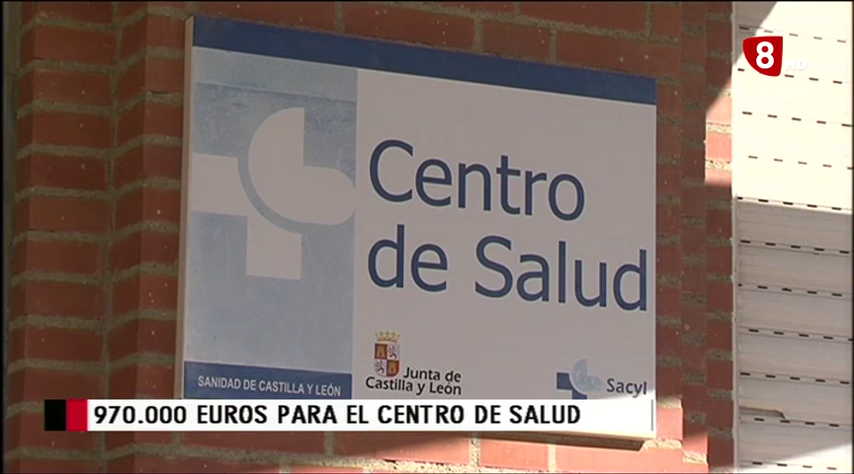 8 HD
Centro
de Salud
SANIDAD DE CASTILLA Y LEÓN
Junta de
Castilla y León
Sacyl
970.000 EUROS PARA EL CENTRO DE SALUD